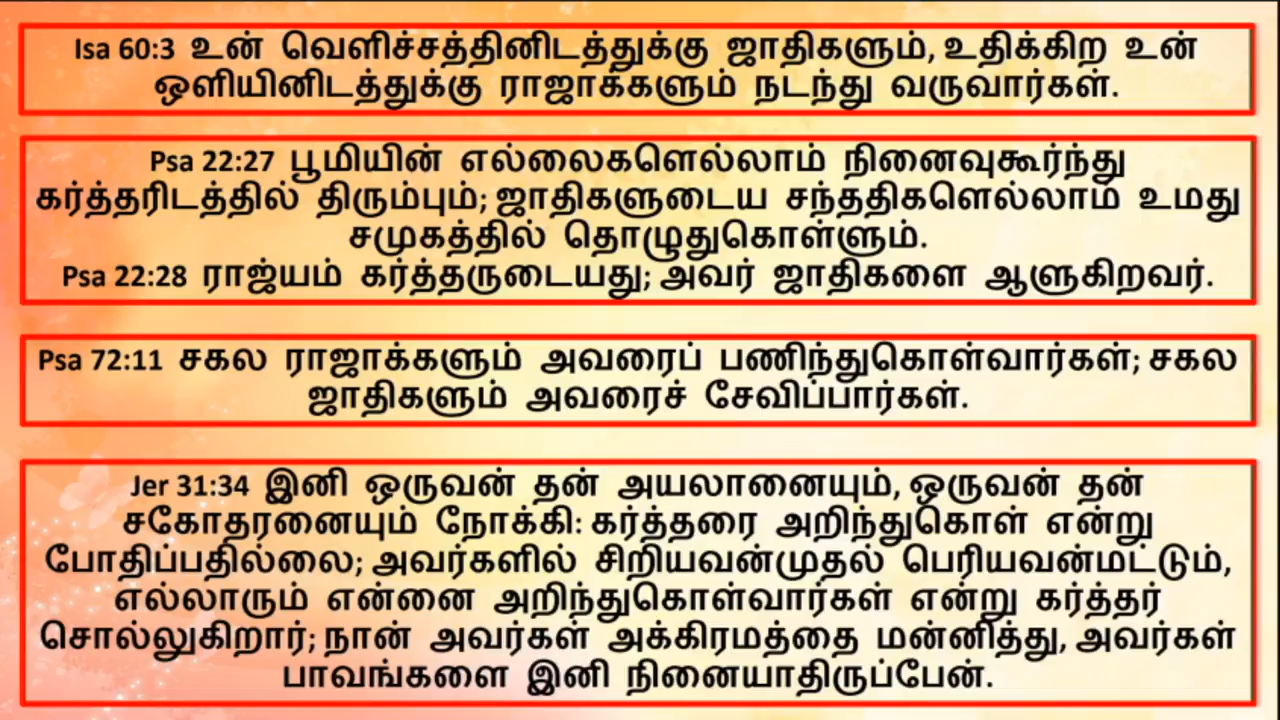 Isa 60:3 உன் வெளிச்சத்தினிடத்துக்கு ஜாதிகளும், உதிக்கிற உன்
ஒளியினிடத்துக்கு ராஜாக்களும் நடந்து வருவார்கள்.
Psa 22:27 பூமியின் எல்லைகளெல்லாம் நினைவுகூர்ந்து
கர்த்தரிடத்தில் திரும்பும்; ஜாதிகளுடைய சந்ததிகளெல்லாம் உமது
சமுகத்தில் தொழுதுகொள்ளும்.
Psa 22:28 ராஜ்யம் கர்த்தருடையது; அவர் ஜாதிகளை ஆளுகிறவர்.
Psa 72:11 சகல ராஜாக்களும் அவரைப் பணிந்துகொள்வார்கள்; சகல
ஜாதிகளும் அவரைச் சேவிப்பார்கள்.
Jer 31:34 இனி ஒருவன் தன் அயலானையும், ஒருவன் தன்
சகோதரனையும் நோக்கி: கர்த்தரை அறிந்துகொள் என்று
போதிப்பதில்லை; அவர்களில் சிறியவன்முதல் பெரியவன்மட்டும்,
எல்லாரும் என்னை அறிந்துகொள்வார்கள் என்று கர்த்தர்
சொல்லுகிறார்; நான் அவர்கள் அக்கிரமத்தை மன்னித்து, அவர்கள்
பாவங்களை இனி நினையாதிருப்பேன்.